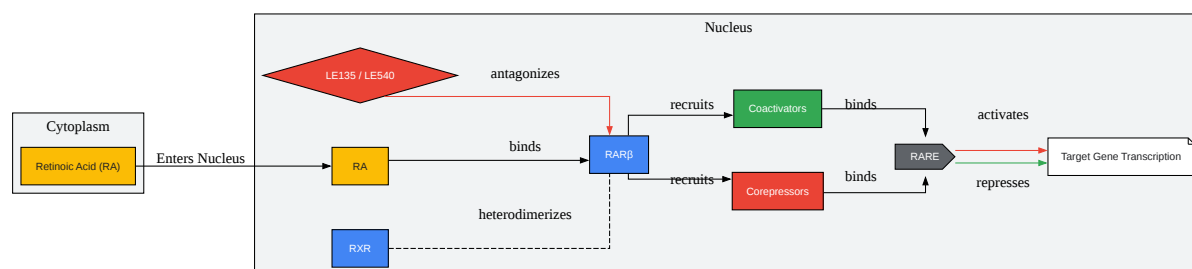 Nucleus
LE135 / LE540
antagonizes
Cytoplasm
Retinoic Acid (RA)
Enters Nucleus
RA
binds
RARβ
heterodimerizes
RXR
recruits
Coactivators
binds
recruits
Corepressors
binds
RARE
activates
represses
Target Gene Transcription